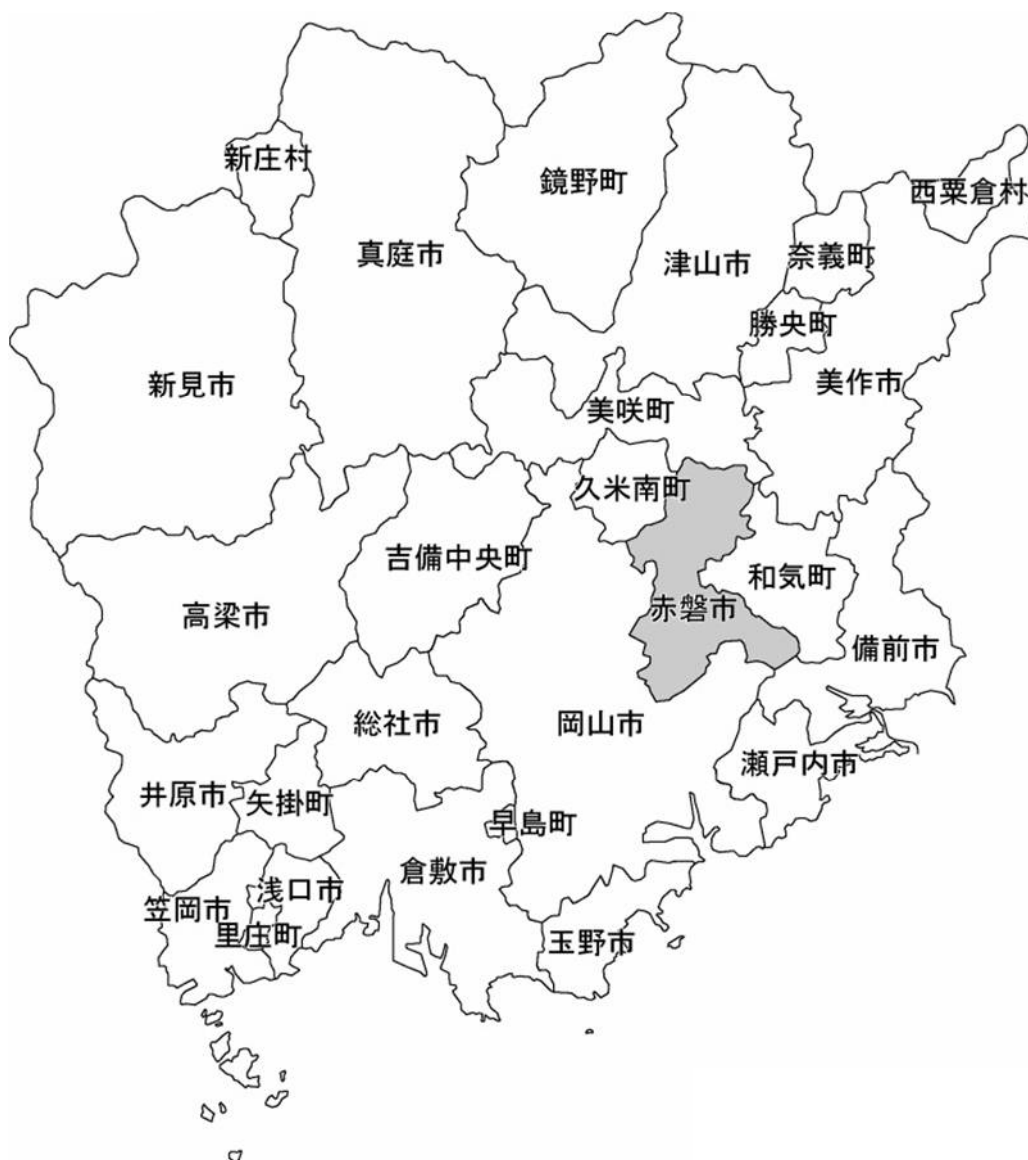 新庄村
鏡野町
西粟倉村
真庭市
津山市
奈義町
勝央町
新見市
美作市
美咲町
久米南町
吉備中央町
和気町
高梁市
赤磐市
備前市
総社市
岡山市
瀬戸内市
井原市
矢掛町
早島町
倉敷市
浅口市
笠岡市
里庄町
玉野市